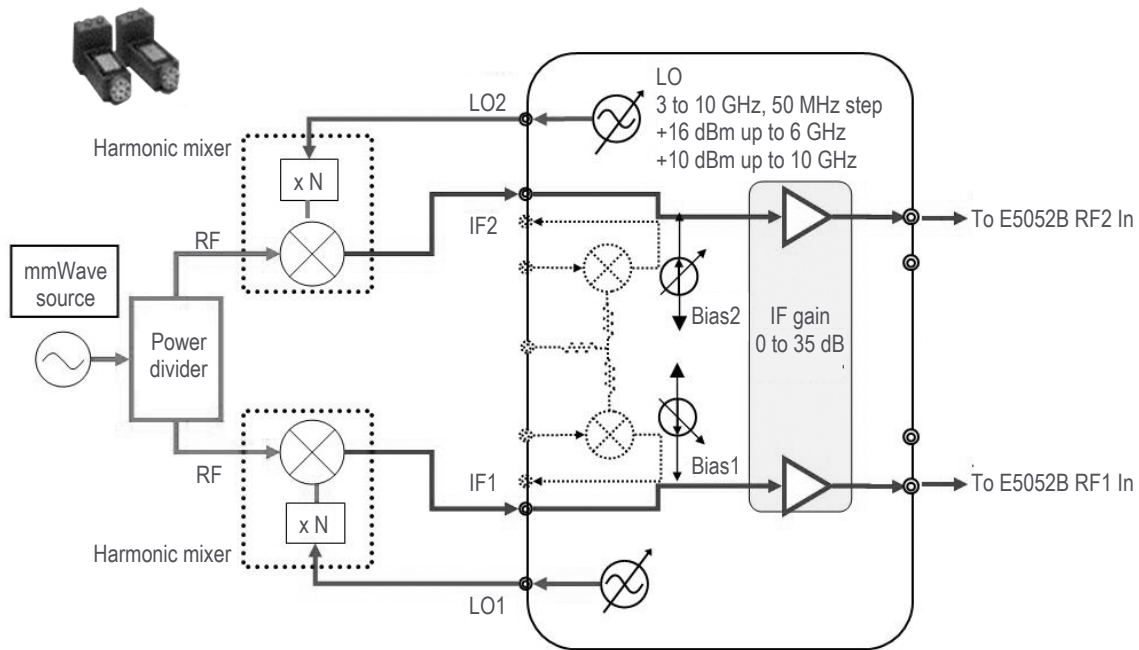 LO
LO2
3 to 10 GHz, 50 MHz step
+16 dBm up to 6 GHz
+10 dBm up to 10 GHz
Harmonic mixer
x N
To E5052B RF2 In
IF2
RF
mmWave
source
Bias2
IF gain
0 to 35 dB
Power
divider
Bias1
RF
IF1
To E5052B RF1 In
x N
Harmonic mixer
LO1